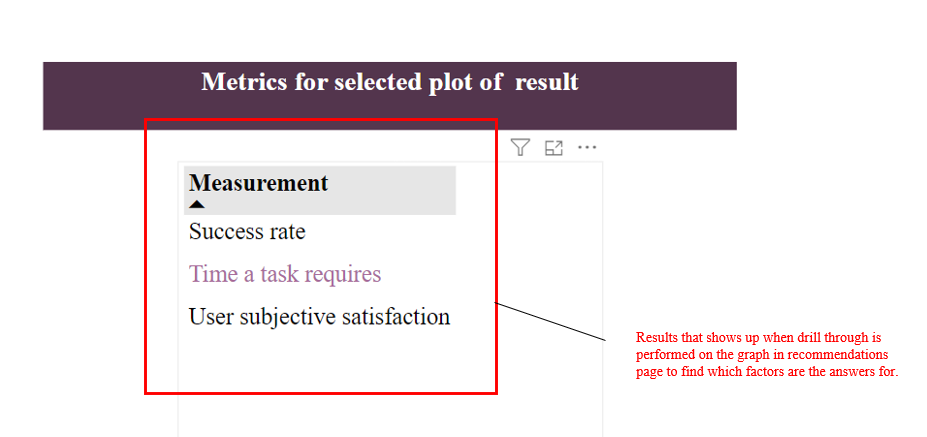 Metrics for selected plot of result
Measurement
Success rate
Time a task requires
User subjective satisfaction
Results that shows up when drill through is
performed on the graph in recommendations
page to find which factors are the answers for.